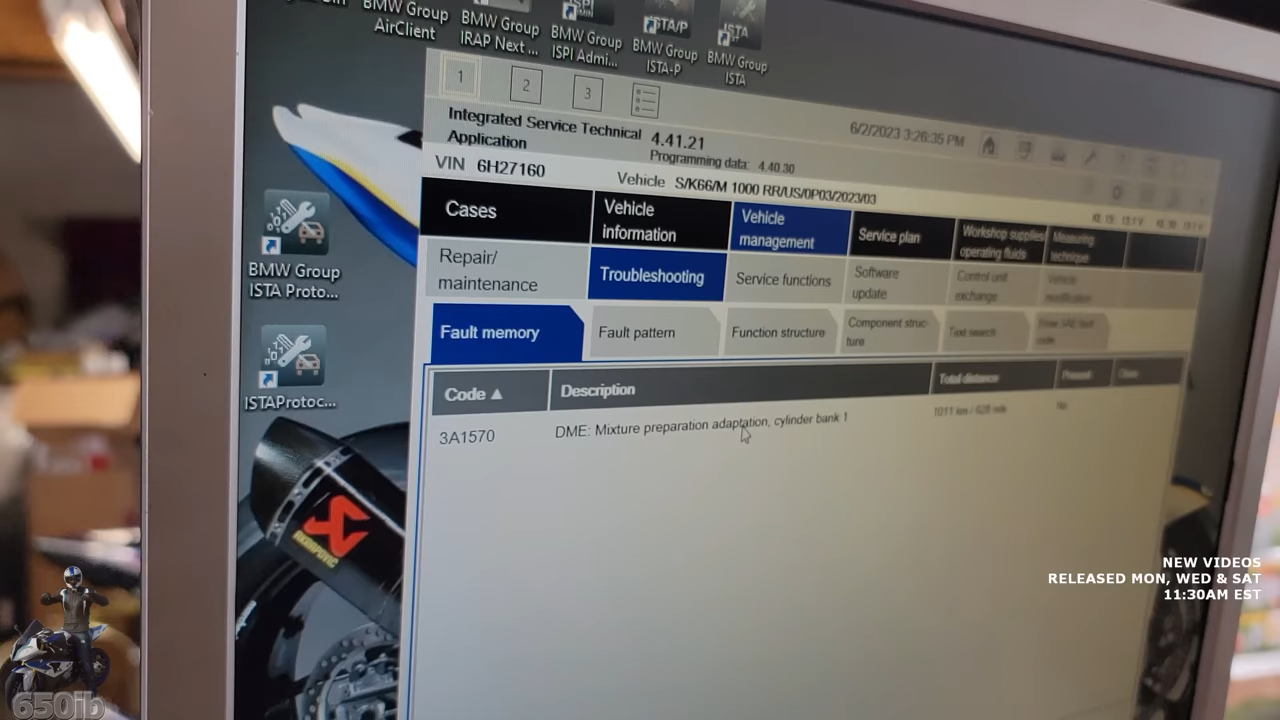 BMW Group
AirClient
BMW Group
IRAP Next ...
BMW Group
ISPI Admi...
ISTA/P
BMW Group
ISTA-P
ISTA
BMW Group
ISTA
1
2
3
Integrated Service Technical
Application
4.41.21
Programming data: 4.40.30
6/2/2023 3:26:35 PM
VIN 6H27160
Vehicle S/K66/M 1000 RR/US/0P03/2023/03
Cases
Vehicle
information
Vehicle
management
Service plan
Workshop supplies/
operating fluids
Measuring
technique
Repair/
maintenance
Troubleshooting
Service functions
Software
update
Control unit
exchange
Vehicle
modification
Fault memory
Fault pattern
Function structure
Component struc-
ture
Text search
code
Code ▲
Description
Total distance
Present
Class
3A1570
DME: Mixture preparation adaptation, cylinder bank 1
1011 km / 628 mls
No
BMW Group
ISTA Proto...
ISTAProtoc...
AKRAPOVIC
NEW VIDEOS
RELEASED MON, WED & SAT
11:30AM EST
650ib